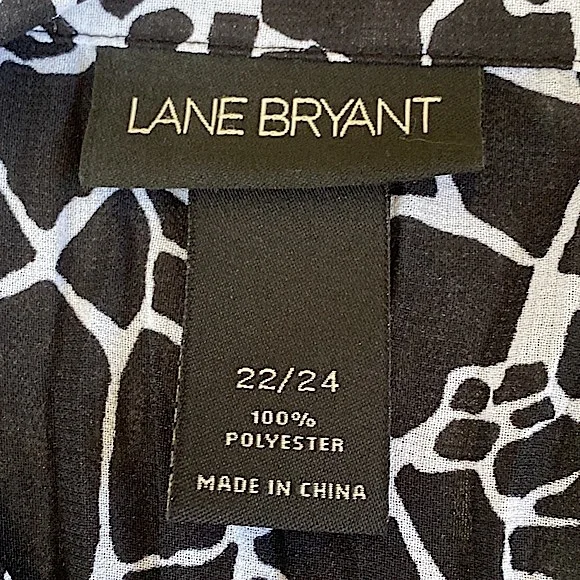 LANE BRYANT
22/24
100%
POLYESTER
MADE IN CHINA